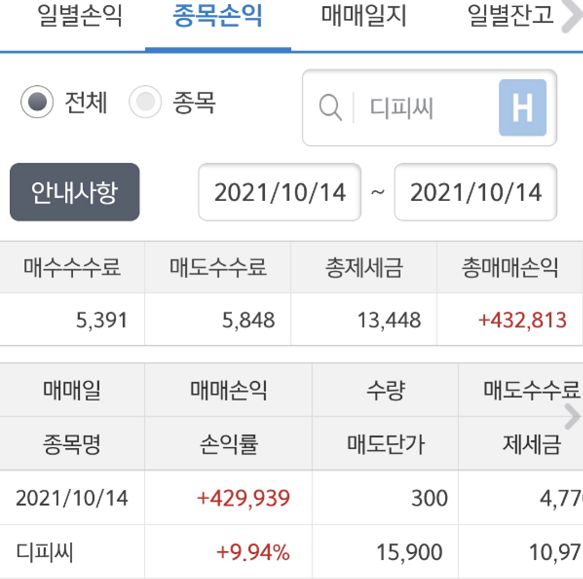 일별손익 종목손익 매매일지 일별잔고
전체 종목 디피씨 H
안내사항 2021/10/14 ~ 2021/10/14
매수수수료 매도수수료 총제세금 총매매손익
5,391 5,848 13,448 +432,813
매매일 매매손익 수량 매도수수료
종목명 손익률 매도단가 제세금
2021/10/14 +429,939 300 4,77
디피씨 +9.94% 15,900 10,97